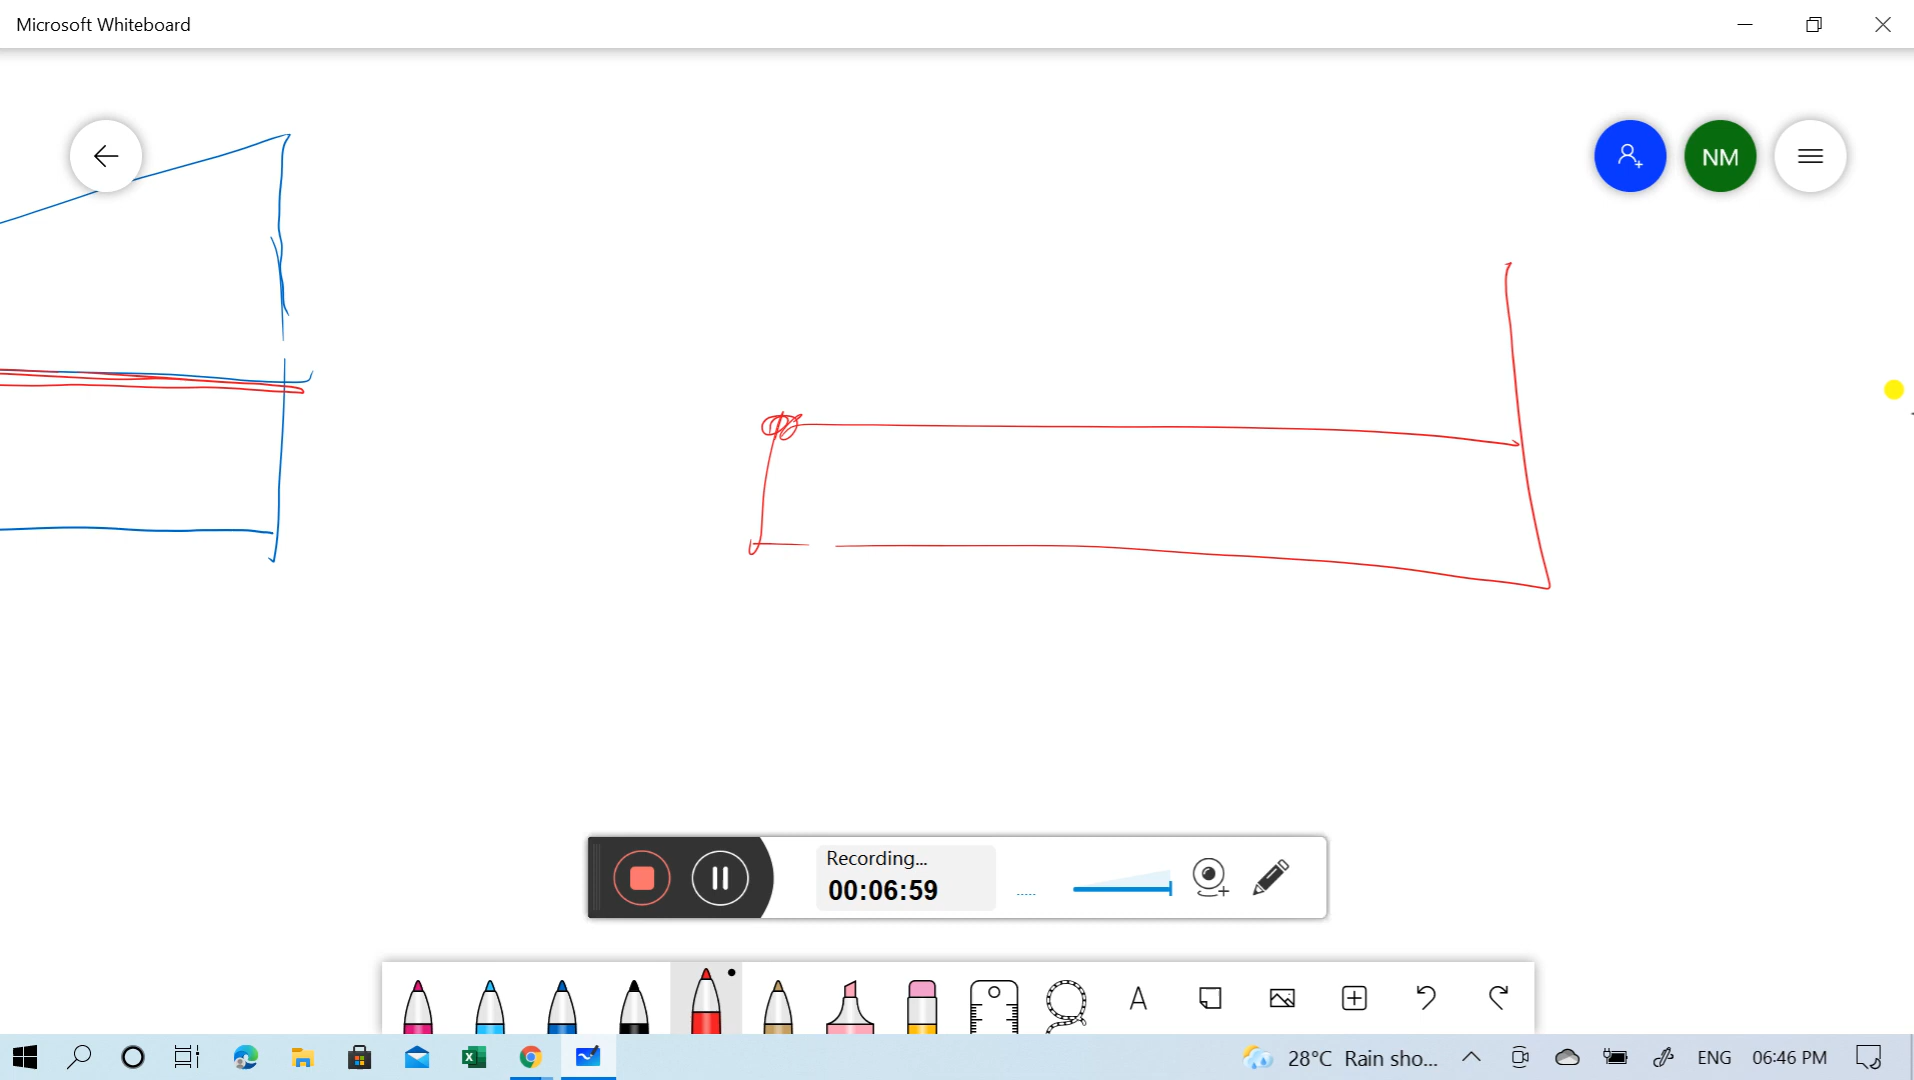 Microsoft Whiteboard
NM
Recording...
00:06:59
A
28°C Rain sho...
ENG
06:46 PM